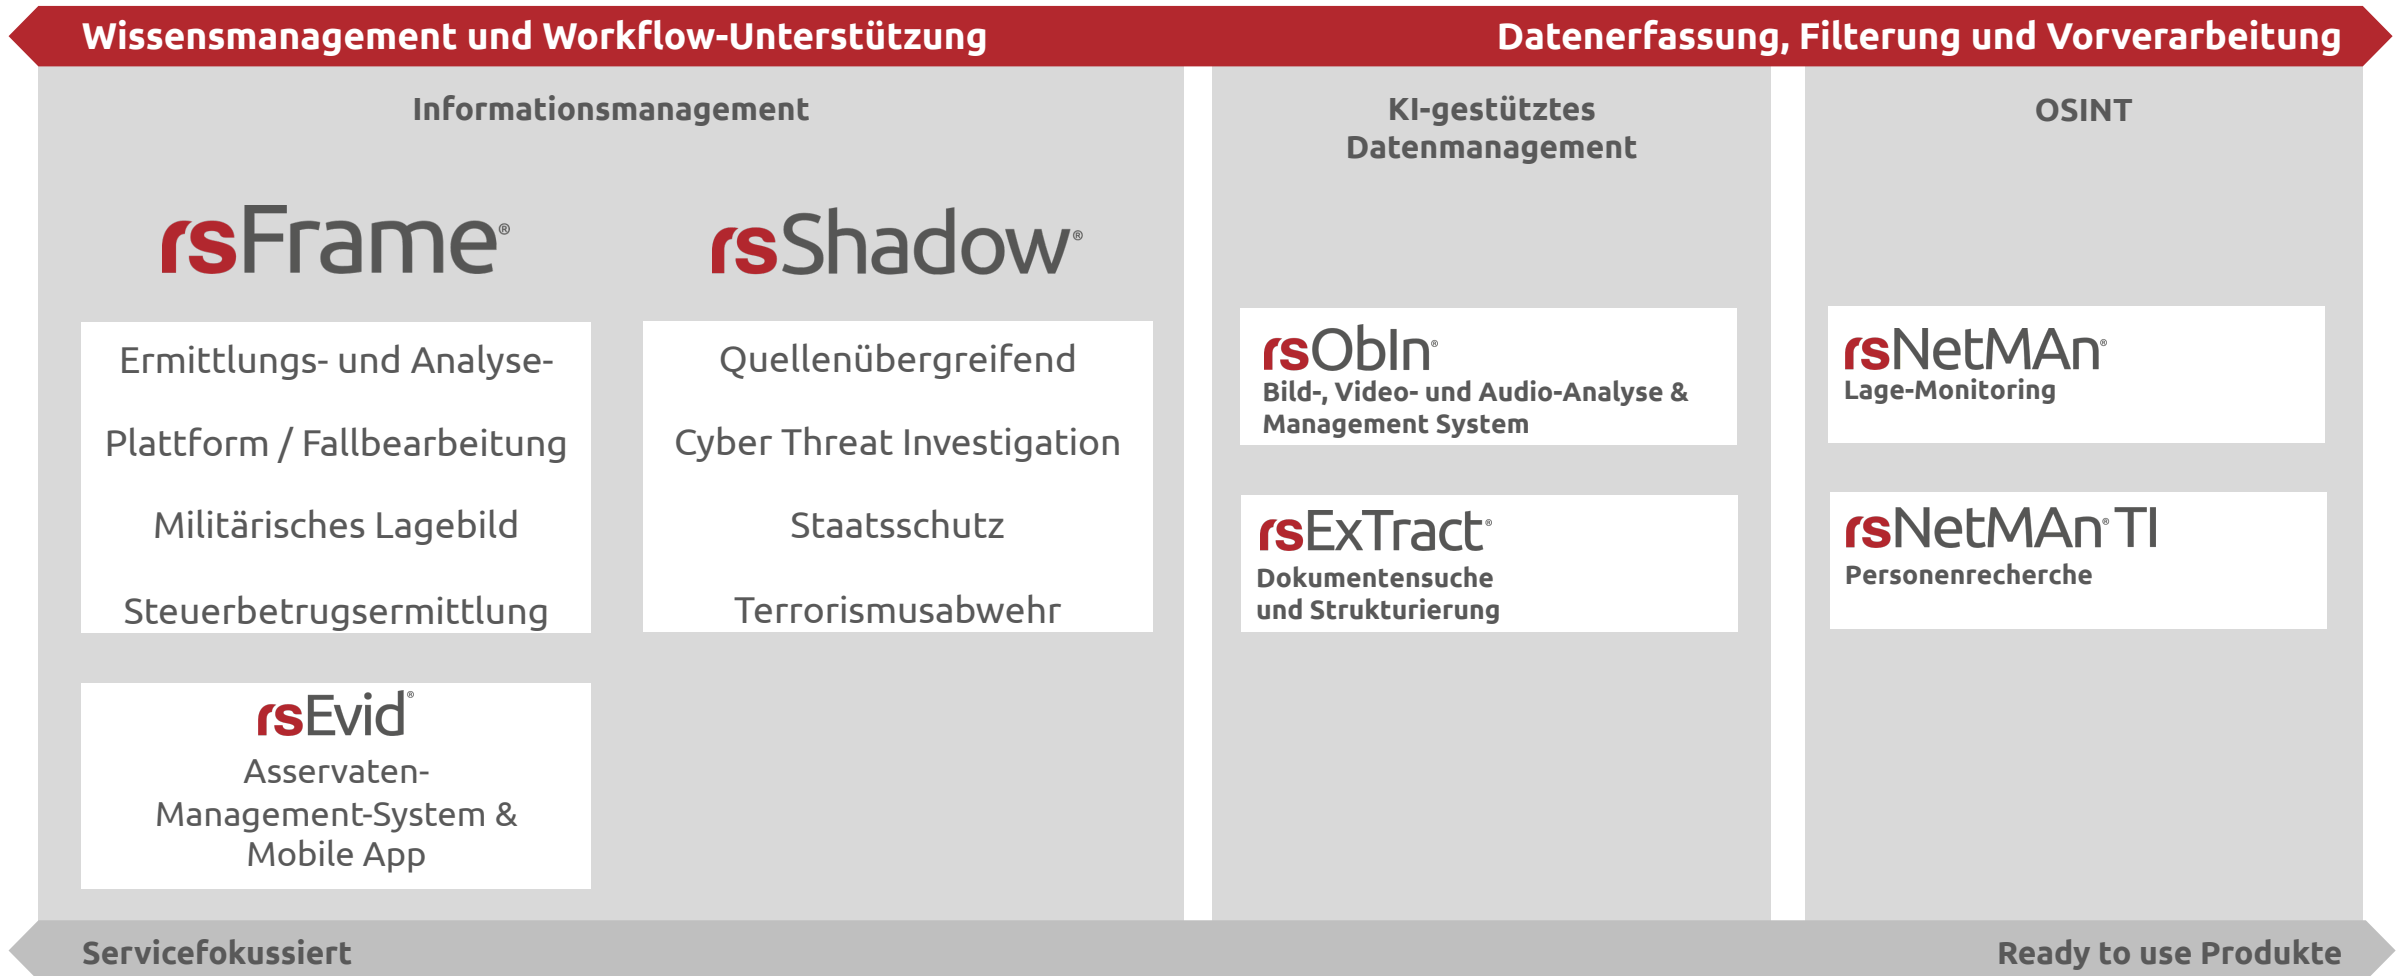 Wissensmanagement und Workflow-Unterstützung
Datenerfassung, Filterung und Vorverarbeitung
Informationsmanagement
rsFrame®
Ermittlungs- und Analyse-
Plattform / Fallbearbeitung
Militärisches Lagebild
Steuerbetrugsermittlung
rsEvid®
Asservaten-
Management-System &
Mobile App
rsShadow®
Quellenübergreifend
Cyber Threat Investigation
Staatsschutz
Terrorismusabwehr
KI-gestütztes
Datenmanagement
rsObIn®
Bild-, Video- und Audio-Analyse &
Management System
rsExTract®
Dokumentensuche
und Strukturierung
OSINT
rsNetMAn®
Lage-Monitoring
rsNetMAn® TI
Personenrecherche
Servicefokussiert
Ready to use Produkte